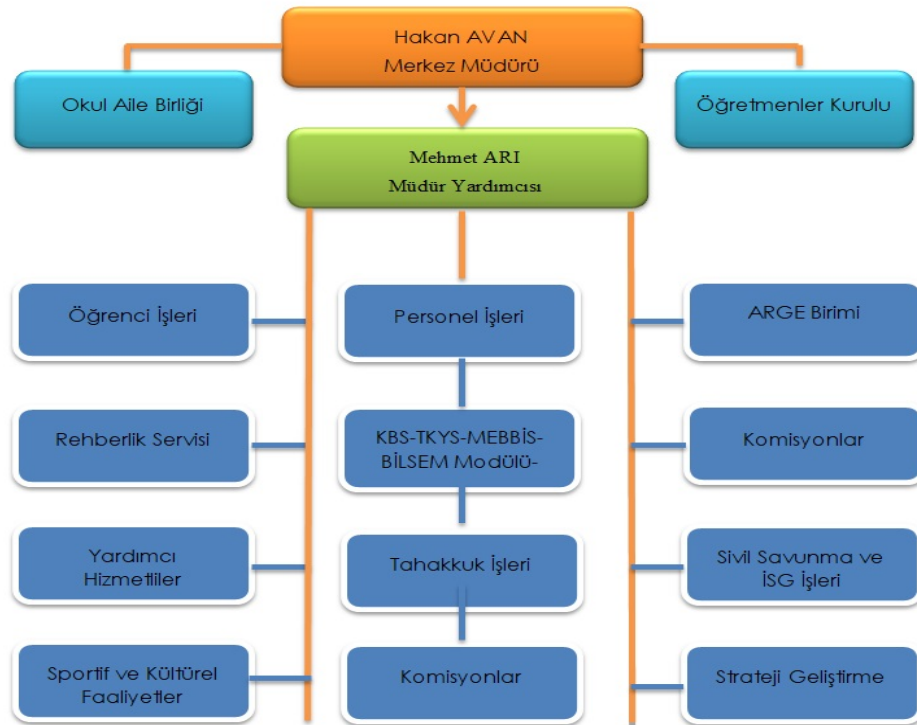 Hakan AVAN
Merkez Müdürü
Okul Aile Birliği
Öğretmenler Kurulu
Mehmet ARI
Müdür Yardımcısı
Öğrenci İşleri
Personel İşleri
ARGE Birimi
Rehberlik Servisi
KBS-TKYS-MEBBİS-
BİLSEM Modülü-
Komisyonlar
Yardımcı
Hizmetliler
Tahakkuk İşleri
Sivil Savunma ve
İSG İşleri
Sportif ve Kültürel
Faaliyetler
Komisyonlar
Strateji Geliştirme